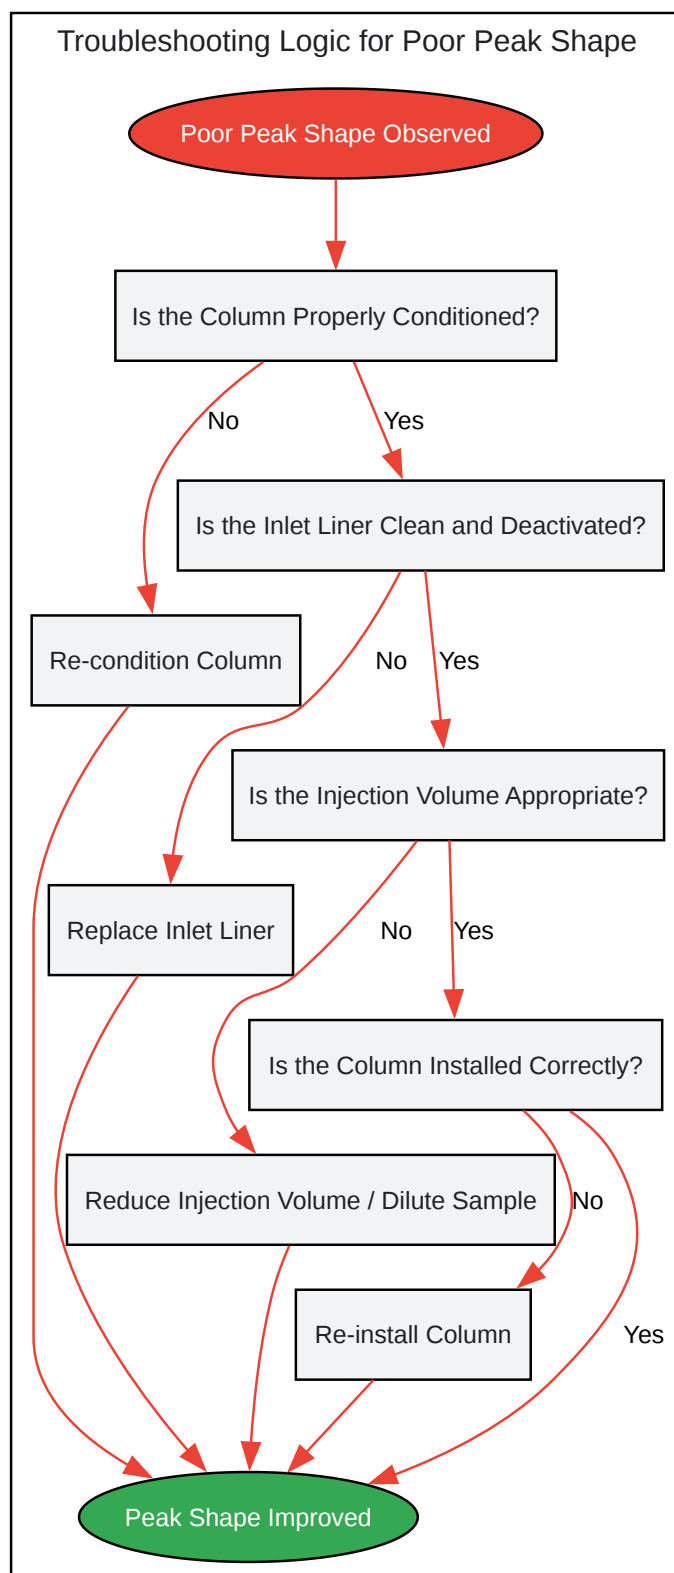 Troubleshooting Logic for Poor Peak Shape
Poor Peak Shape Observed
Is the Column Properly Conditioned?
No
Yes
Is the Inlet Liner Clean and Deactivated?
Re-condition Column
No
Yes
Is the Injection Volume Appropriate?
Replace Inlet Liner
No
Yes
Is the Column Installed Correctly?
Reduce Injection Volume / Dilute Sample
No
Re-install Column
Yes
Peak Shape Improved